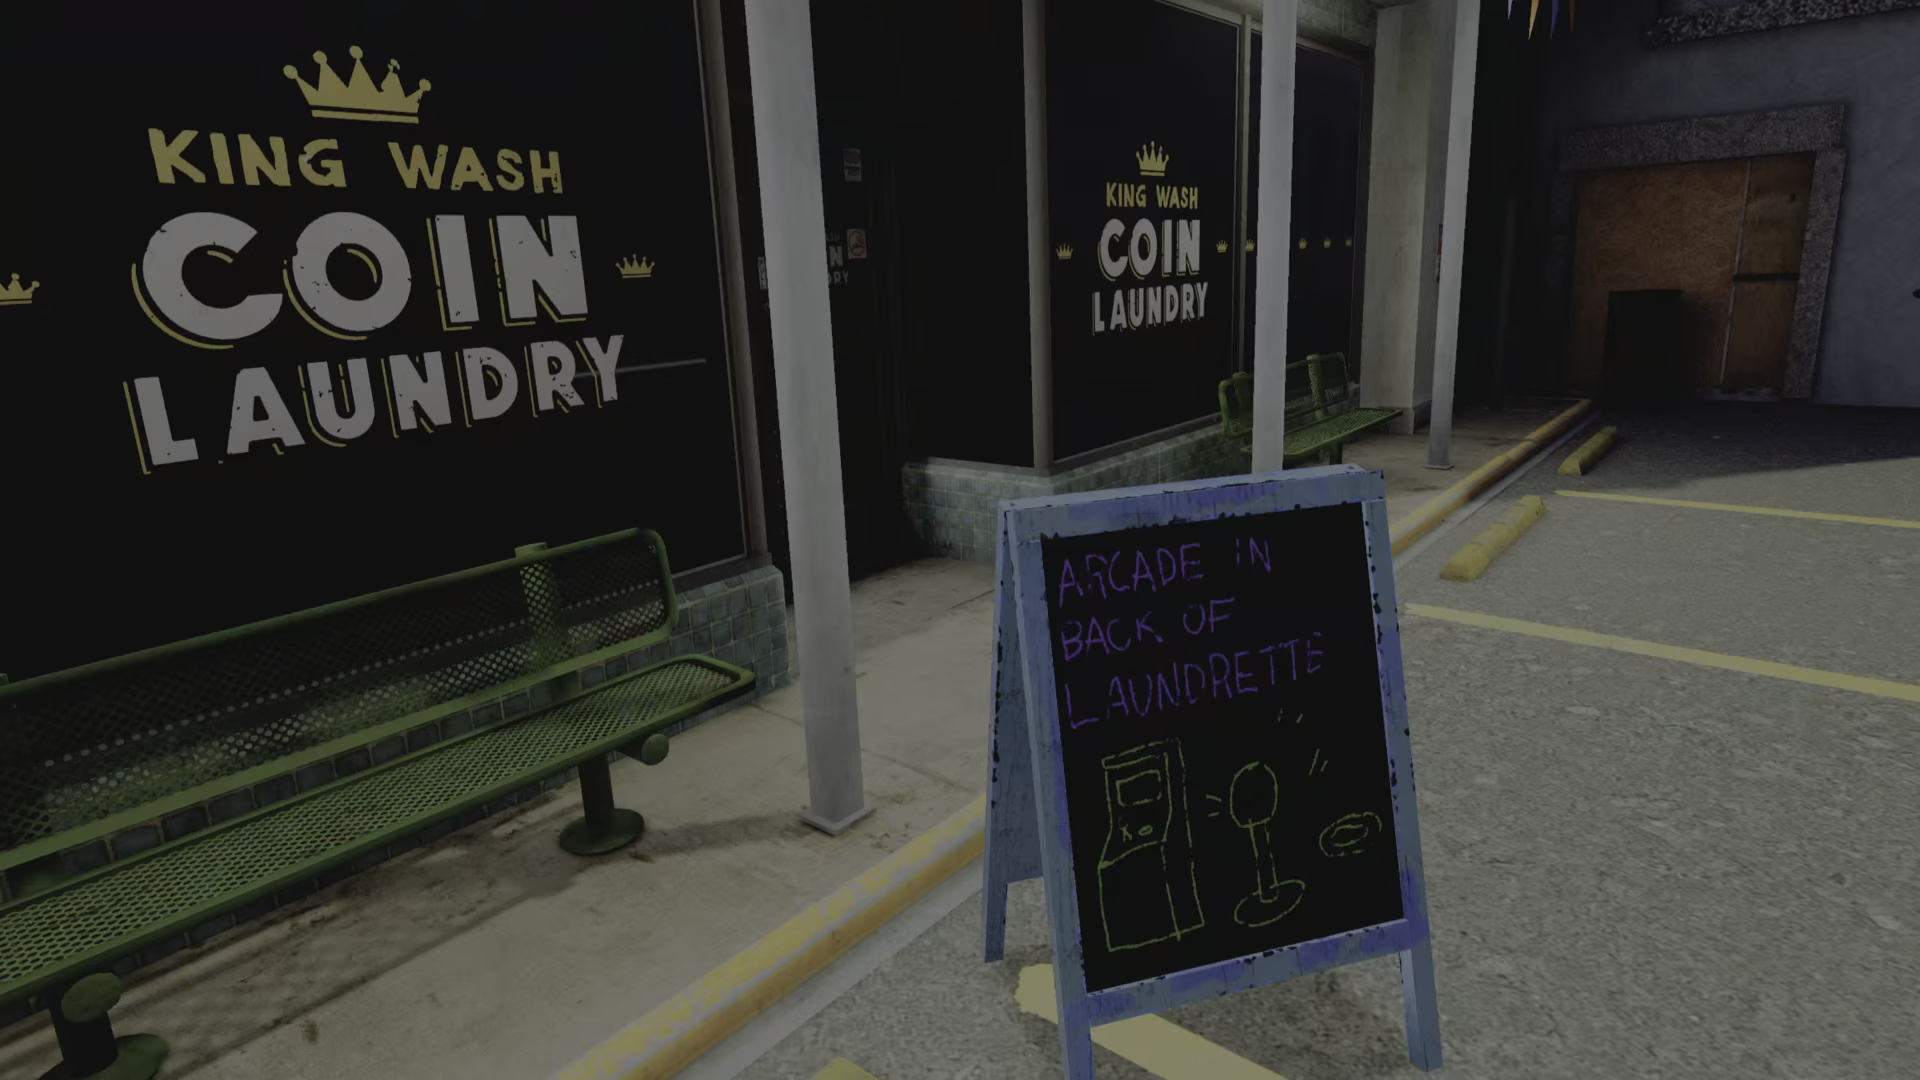 KING WASH
COIN
LAUNDRY
KING WASH
COIN
LAUNDRY
ARCADE IN
BACK OF
LAUNDRETTE